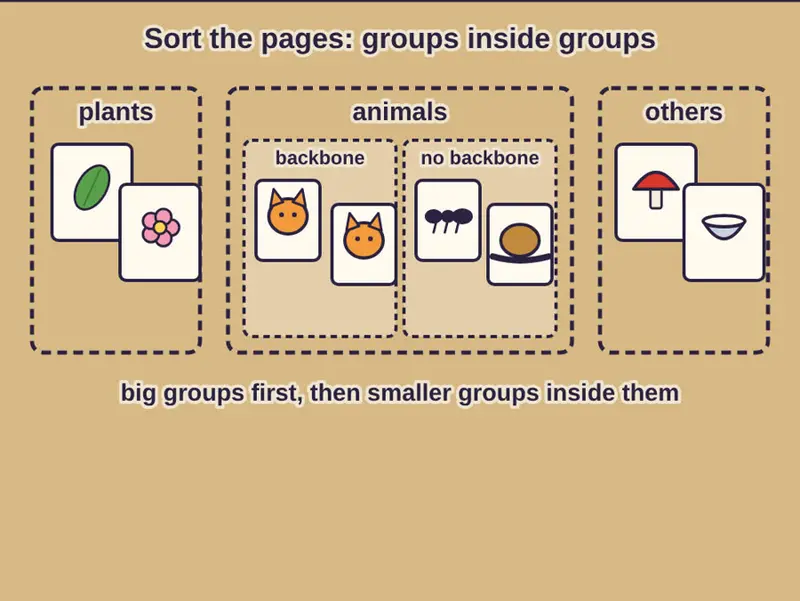 Sort the pages: groups inside groups
plants
animals
others
backbone
no backbone
big groups first, then smaller groups inside them